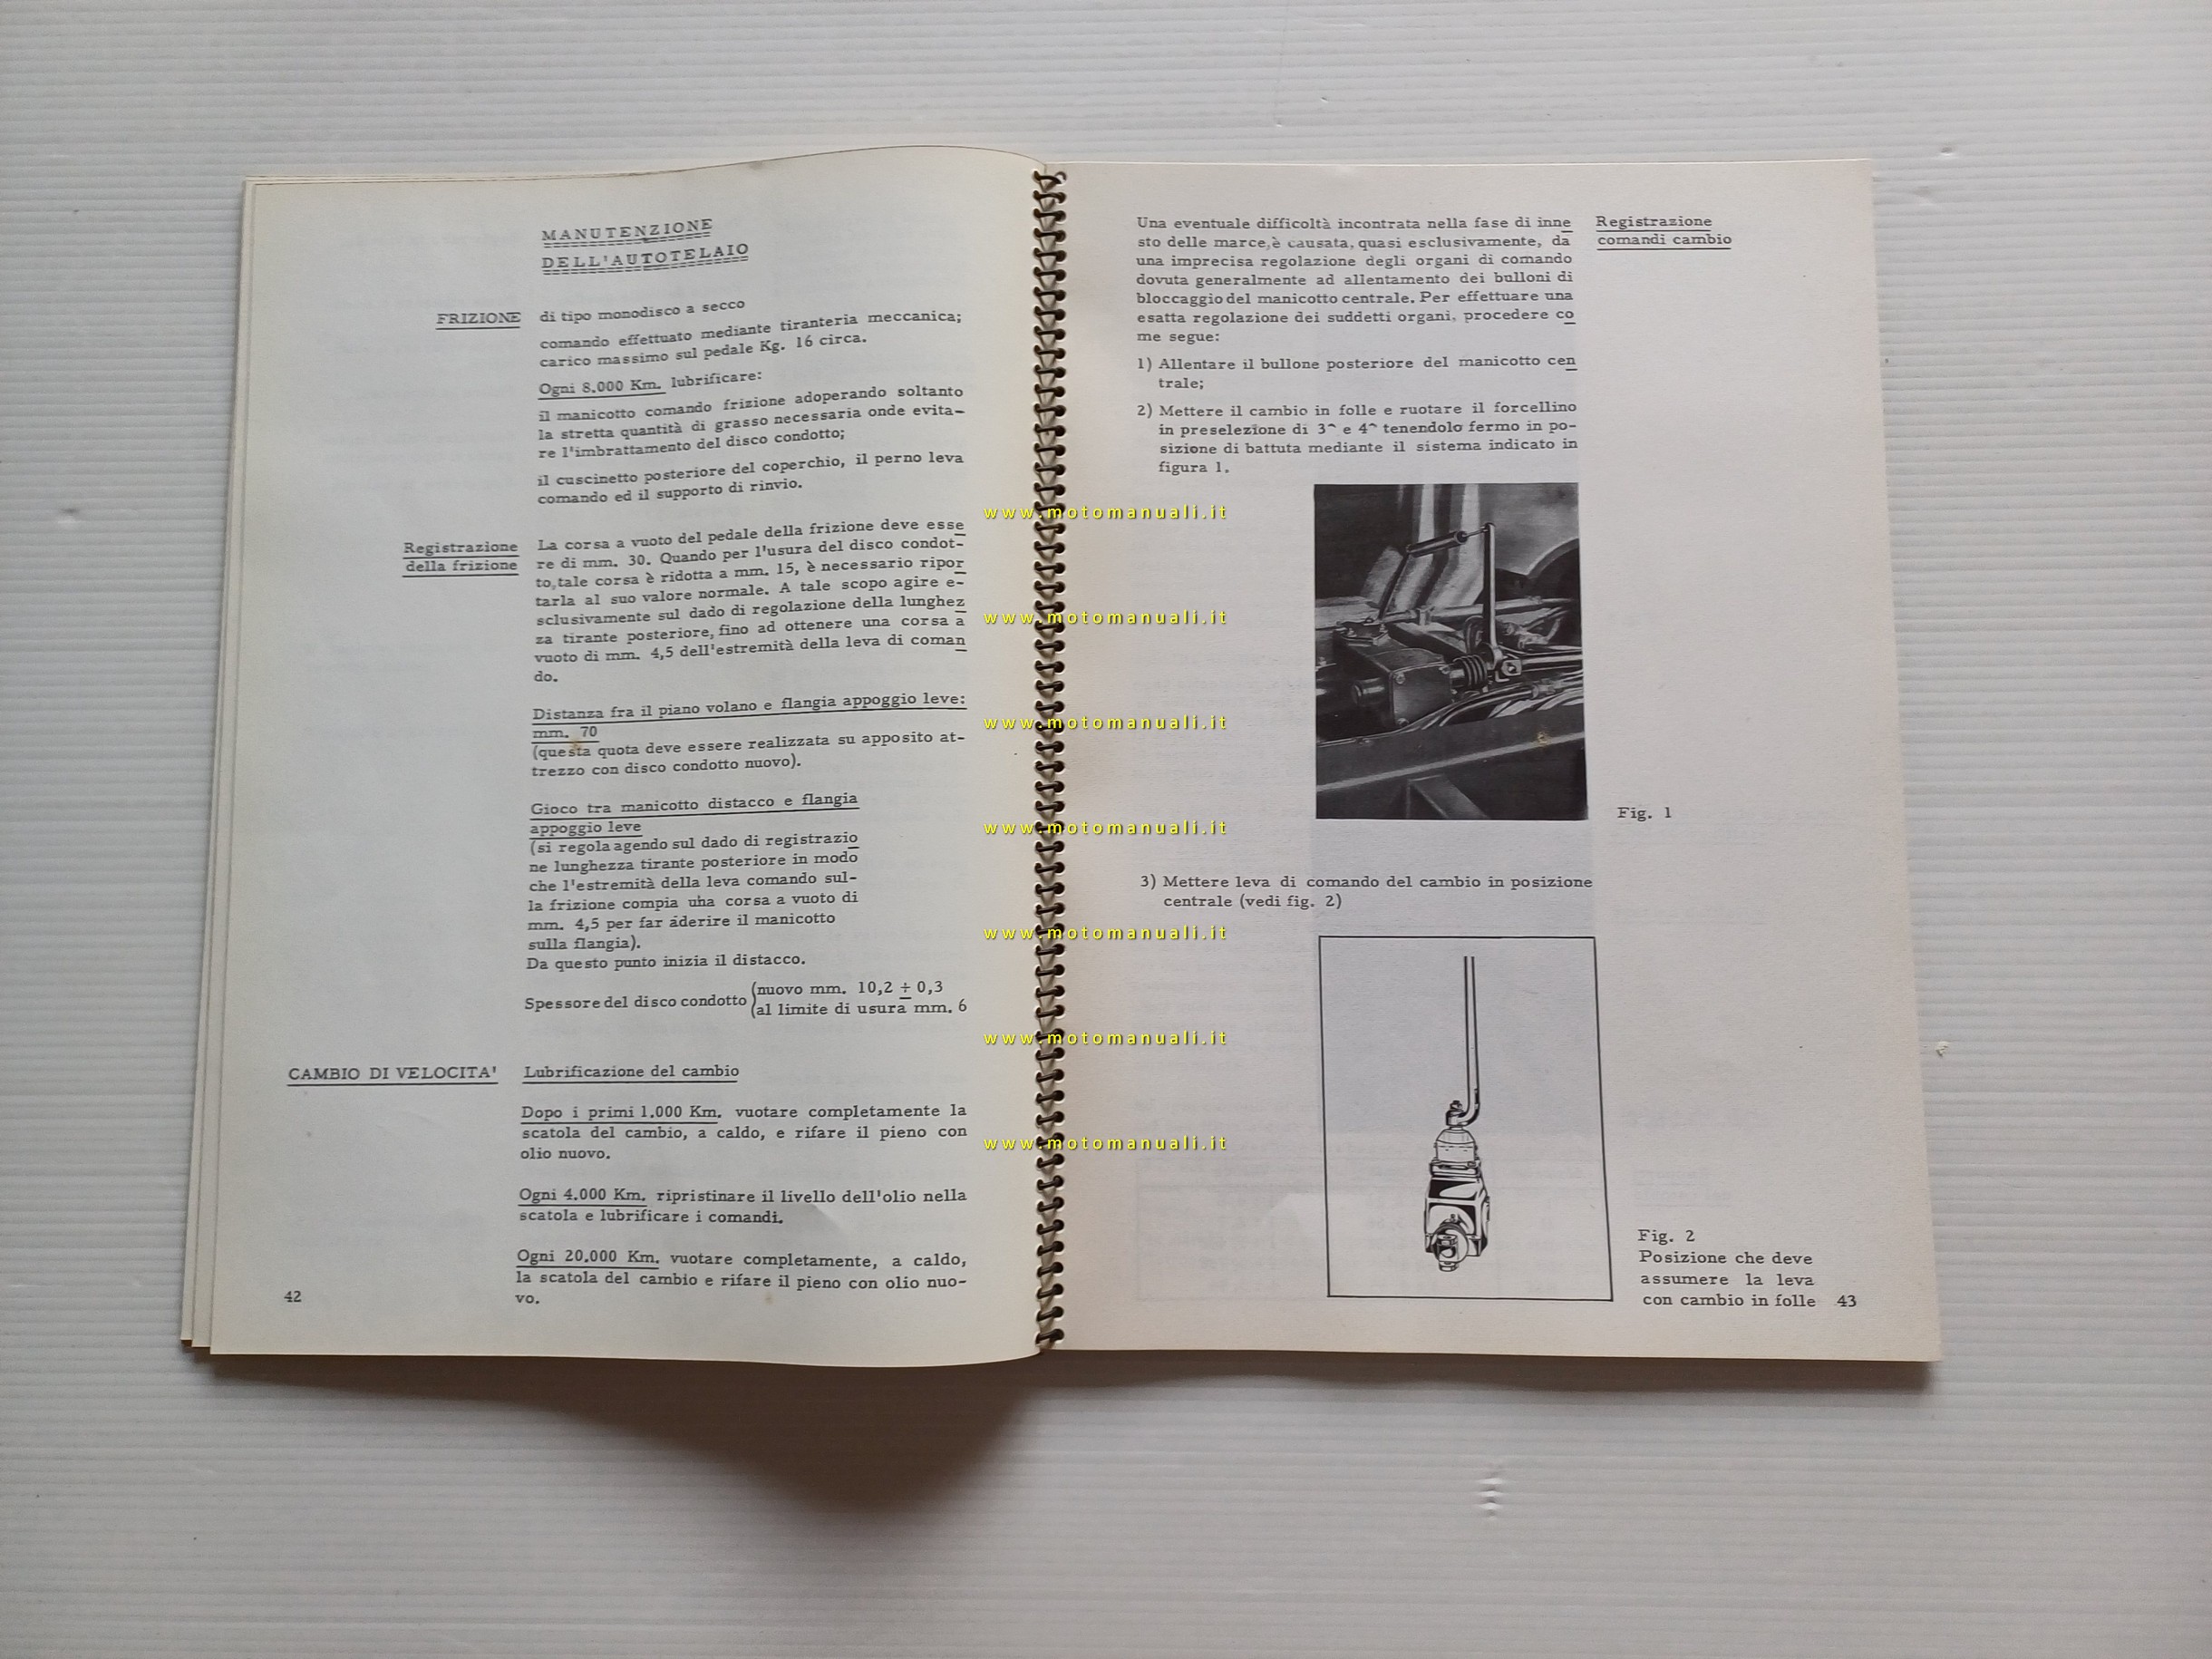 MANUTENZIONE
DELL'AUTOTELAIO
FRIZIONE
di tipo monodisco a secco
comando effettuato mediante tiranteria meccanica;
carico massimo sul pedale Kg. 16 circa.
Ogni 8.000 Km. lubrificare:
il manicotto comando frizione adoperando soltanto
la stretta quantità di grasso necessaria onde evita-
re l'imbrattamento del disco condotto;
il cuscinetto posteriore del coperchio, il perno leva
comando ed il supporto di rinvio.
Registrazione
della frizione
La corsa a vuoto del pedale della frizione deve esse
re di mm. 30. Quando per l'usura del disco condot-
to, tale corsa è ridotta a mm. 15, è necessario ripor
tarla al suo valore normale. A tale scopo agire e-
sclusivamente sul dado di regolazione della lunghez
za tirante posteriore, fino ad ottenere una corsa a
vuoto di mm. 4,5 dell'estremità della leva di coman
do.
Distanza fra il piano volano e flangia appoggio leve:
mm. 70
(questa quota deve essere realizzata su apposito at-
trezzo con disco condotto nuovo).
Gioco tra manicotto distacco e flangia
appoggio leve
(si regola agendo sul dado di registrazio
ne lunghezza tirante posteriore in modo
che l'estremità della leva comando sul-
la frizione compia uha corsa a vuoto di
mm. 4,5 per far aderire il manicotto
sulla flangia).
Da questo punto inizia il distacco.
Spessore del disco condotto (nuovo mm. 10,2 ± 0,3
(al limite di usura mm. 6
CAMBIO DI VELOCITA'
Lubrificazione del cambio
Dopo i primi 1.000 Km. vuotare completamente la
scatola del cambio, a caldo, e rifare il pieno con
olio nuovo.
Ogni 4.000 Km. ripristinare il livello dell'olio nella
scatola e lubrificare i comandi.
Ogni 20.000 Km. vuotare completamente, a caldo,
la scatola del cambio e rifare il pieno con olio nuo-
vo.
42
Una eventuale difficoltà incontrata nella fase di inne
sto delle marce, è causata, quasi esclusivamente, da
una imprecisa regolazione degli organi di comando
dovuta generalmente ad allentamento dei bulloni di
bloccaggio del manicotto centrale. Per effettuare una
esatta regolazione dei suddetti organi, procedere co
me segue:
Registrazione
comandi cambio
1) Allentare il bullone posteriore del manicotto cen
trale;
2) Mettere il cambio in folle e ruotare il forcellino
in preselezione di 3^ e 4^ tenendolo fermo in po-
sizione di battuta mediante il sistema indicato in
figura 1.
Fig. 1
3) Mettere leva di comando del cambio in posizione
centrale (vedi fig. 2)
Fig. 2
Posizione che deve
assumere la leva
con cambio in folle
43
www.motomanuali.it
www.motomanuali.it
www.motomanuali.it
www.motomanuali.it
www.motomanuali.it
www.motomanuali.it
www.motomanuali.it